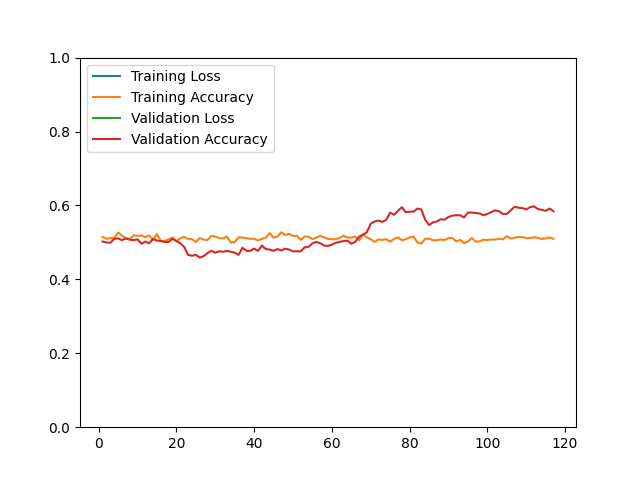 1.0
0.8
0.6
0.4
0.2
0.0
Training Loss
Training Accuracy
Validation Loss
Validation Accuracy
0 20 40 60 80 100 120